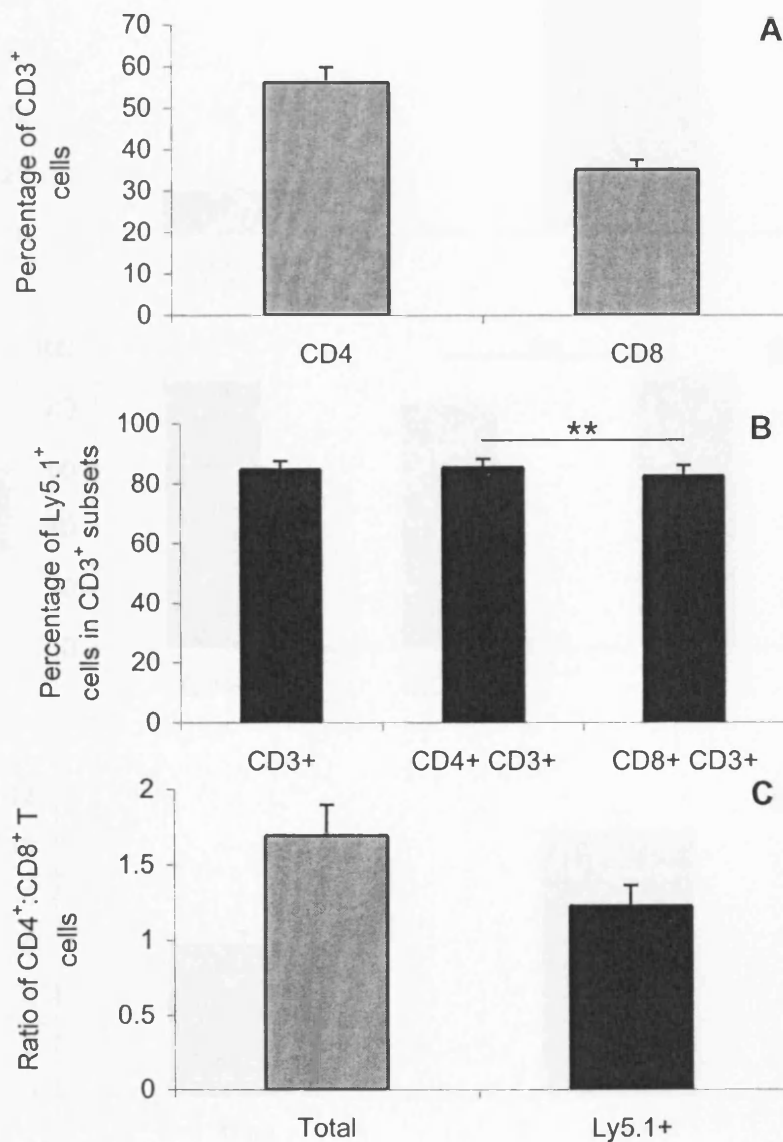 A
Percentage of CD3⁺
cells
70
60
50
40
30
20
10
0
CD4 CD8
B
Percentage of Ly5.1⁺
cells in CD3⁺ subsets
100
80
60
40
20
0
**
CD3+ CD4+ CD3+ CD8+ CD3+
C
Ratio of CD4⁺:CD8⁺ T
cells
2
1.5
1
0.5
0
Total Ly5.1+